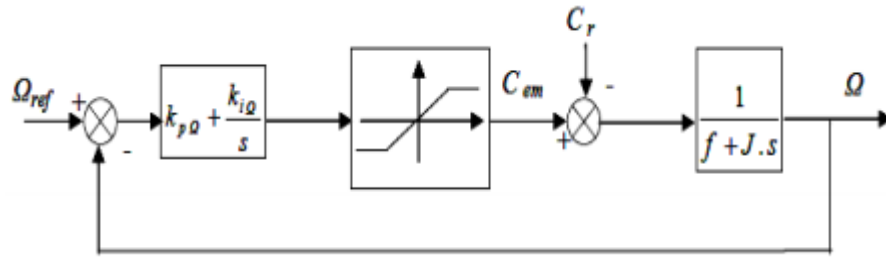 C_r
Ω_ref + - k_pΩ + k_iΩ/s C_em + - 1/(f+J.s) Ω